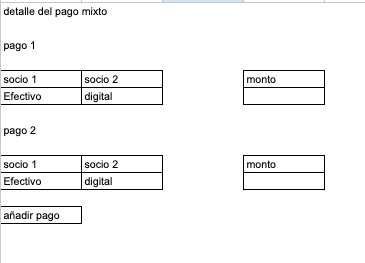 detalle del pago mixto
pago 1
socio 1 socio 2 monto
Efectivo digital
pago 2
socio 1 socio 2 monto
Efectivo digital
añadir pago